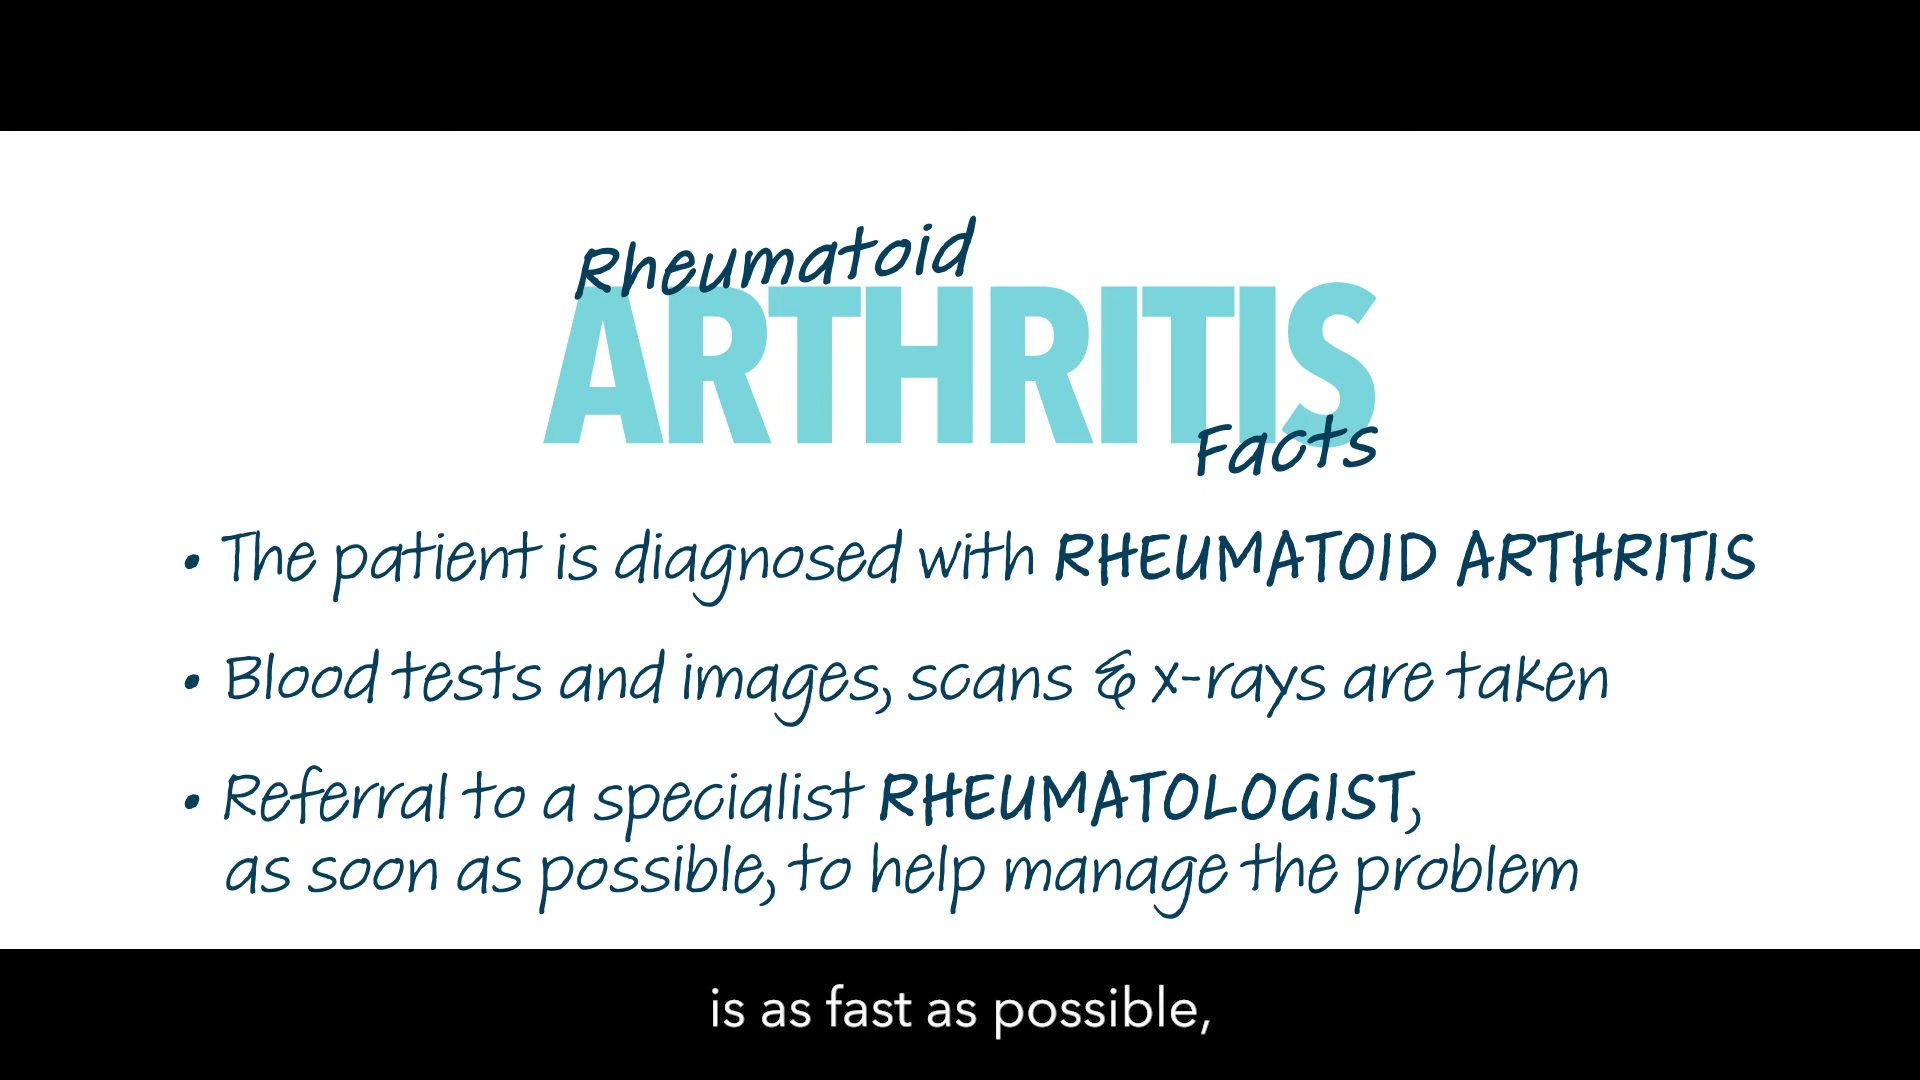 Rheumatoid
ARTHRITIS
Facts
• The patient is diagnosed with RHEUMATOID ARTHRITIS
• Blood tests and images, scans & x-rays are taken
• Referral to a specialist RHEUMATOLOGIST,
as soon as possible, to help manage the problem
is as fast as possible,